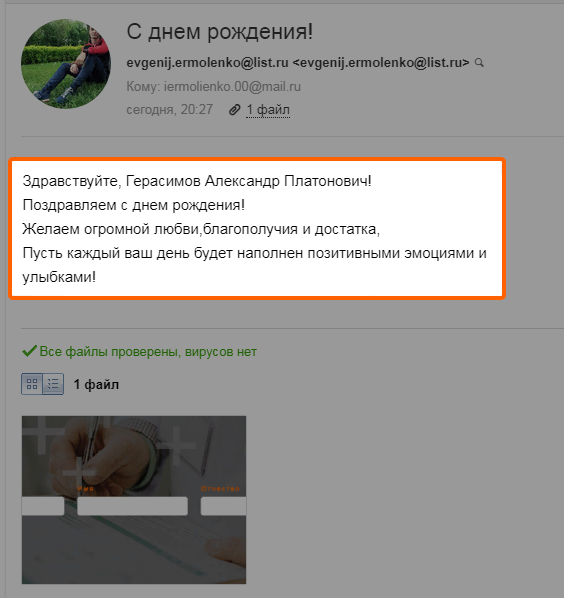 С днем рождения!
evgenij.ermolenko@list.ru <evgenij.ermolenko@list.ru>
Кому: iermolienko.00@mail.ru
сегодня, 20:27 1 файл
Здравствуйте, Герасимов Александр Платонович!
Поздравляем с днем рождения!
Желаем огромной любви,благополучия и достатка,
Пусть каждый ваш день будет наполнен позитивными эмоциями и
улыбками!
Все файлы проверены, вирусов нет
1 файл
Имя Отчество